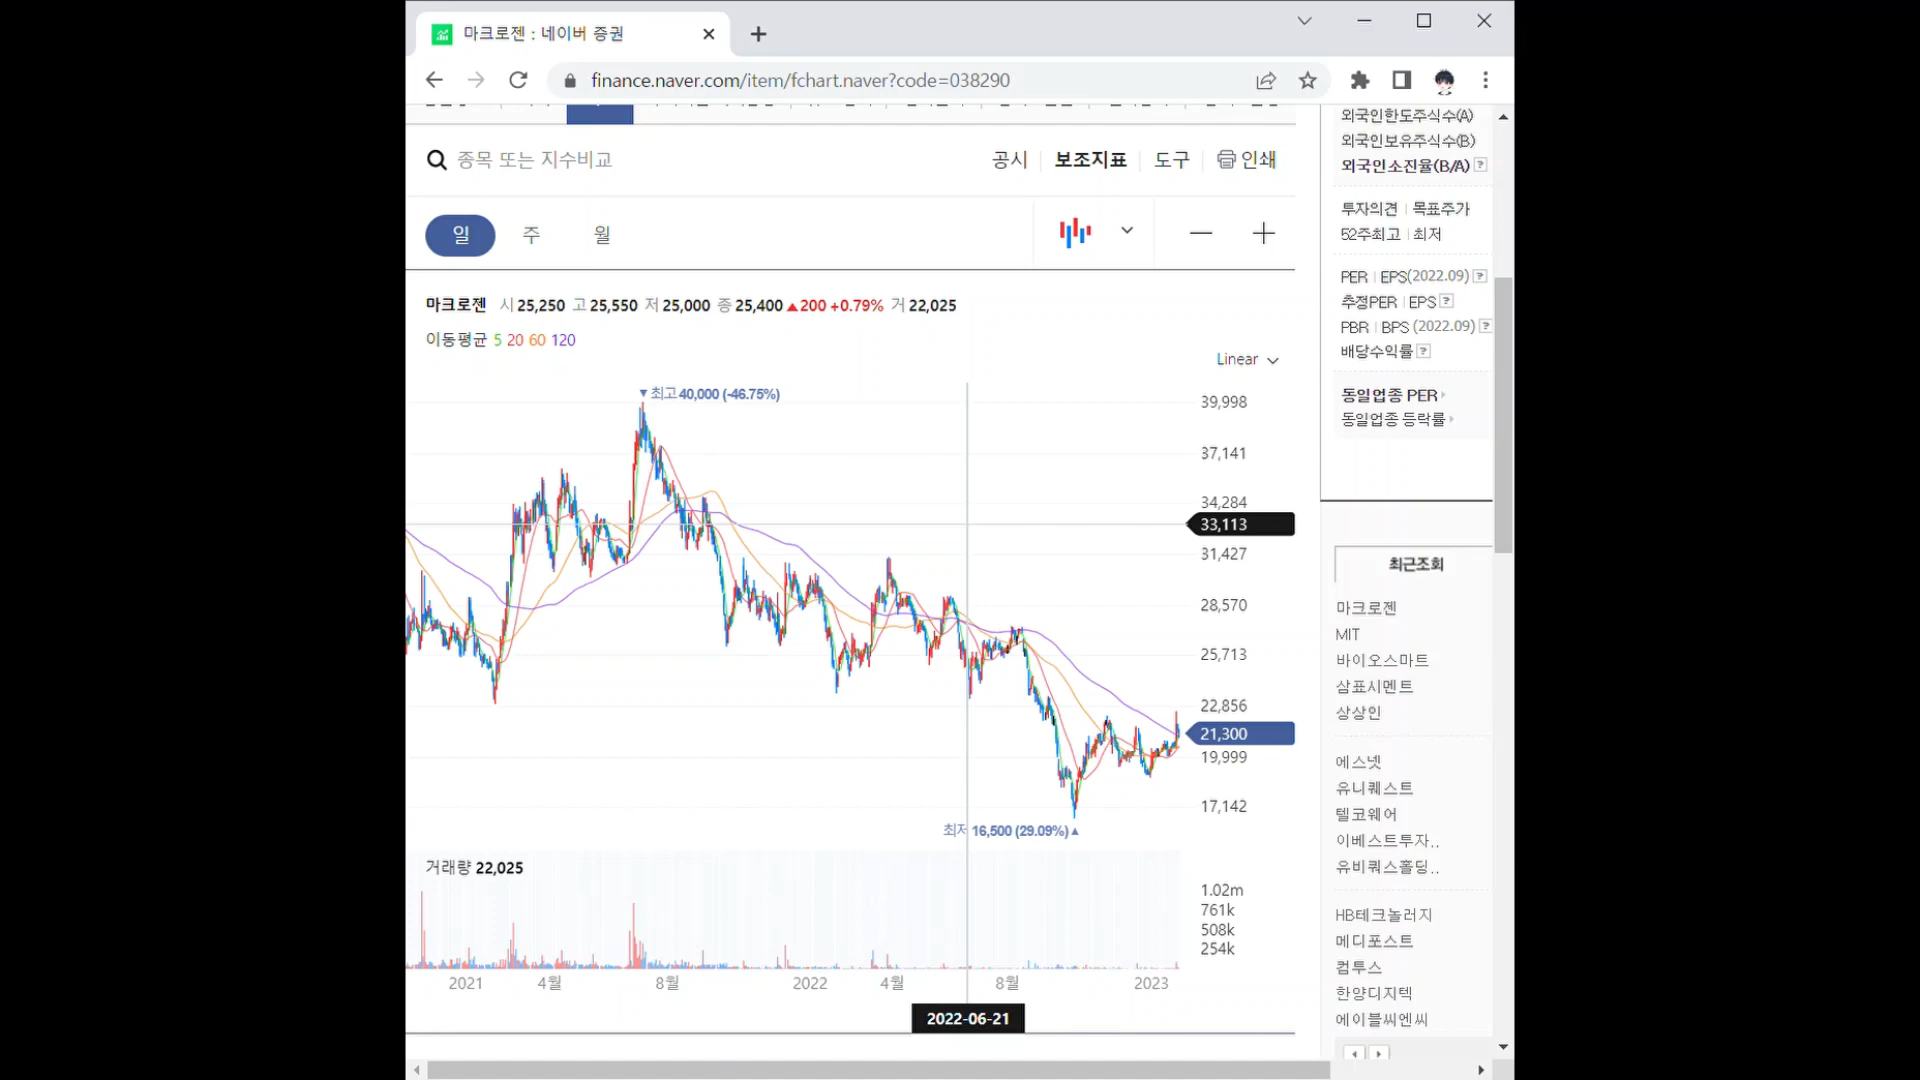 마크로젠 : 네이버 증권
finance.naver.com/item/fchart.naver?code=038290
종목 또는 지수비교
공시 보조지표 도구 인쇄
일 주 월
마크로젠 시 25,250 고 25,550 저 25,000 종 25,400 ▲200 +0.79% 거 22,025
이동평균 5 20 60 120
Linear
▼최고 40,000 (-46.75%)
39,998
37,141
34,284
33,113
31,427
28,570
25,713
22,856
21,300
19,999
17,142
최저 16,500 (29.09%)▲
거래량 22,025
1.02m
761k
508k
254k
2021 4월 8월 2022 4월 8월 2023
2022-06-21
외국인한도주식수(A)
외국인보유주식수(B)
외국인소진율(B/A) ?
투자의견 | 목표주가
52주최고 | 최저
PER | EPS(2022.09) ?
추정PER | EPS ?
PBR | BPS (2022.09) ?
배당수익률 ?
동일업종 PER
동일업종 등락률
최근조회
마크로젠
MIT
바이오스마트
삼표시멘트
상상인
에스넷
유니퀘스트
텔코웨어
이베스트투자..
유비쿼스홀딩..
HB테크놀러지
메디포스트
컴투스
한양디지텍
에이블씨엔씨